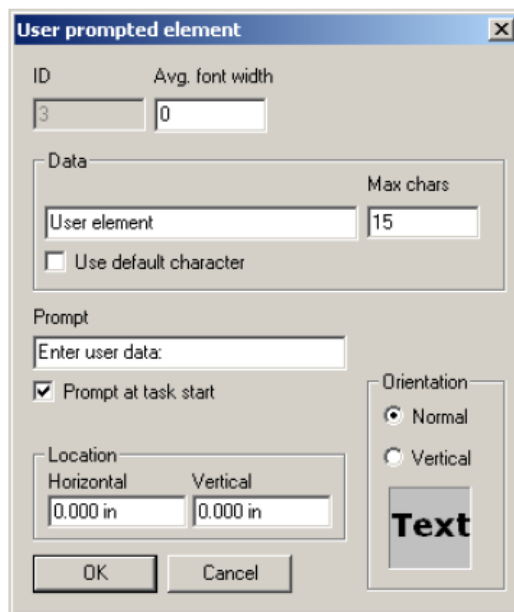 User prompted element
ID Avg. font width
3 0
Data
Max chars
User element 15
Use default character
Prompt
Enter user data:
Prompt at task start
Orientation
Normal
Vertical
Location
Horizontal Vertical
0.000 in 0.000 in
Text
OK Cancel